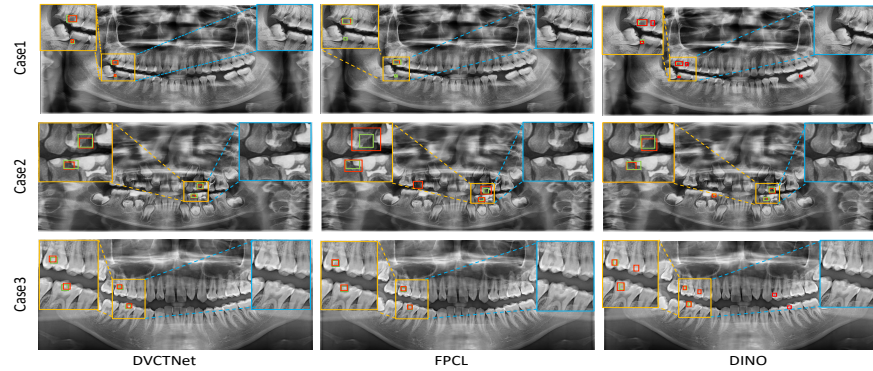 Case1
Case2
Case3
DVCTNet
FPCL
DINO